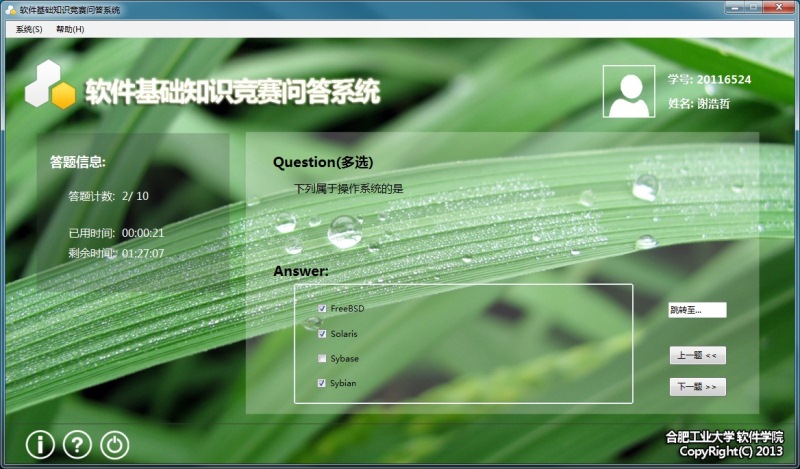 软件基础知识竞赛问答系统
系统(S) 帮助(H)
软件基础知识竞赛问答系统
学号: 20116524
姓名: 谢浩哲
答题信息:
答题计数: 2/ 10
已用时间: 00:00:21
剩余时间: 01:27:07
Question(多选)
下列属于操作系统的是
Answer:
FreeBSD
Solaris
Sybase
Sybian
跳转至...
上一题 <<
下一题 >>
合肥工业大学 软件学院
CopyRight(C) 2013